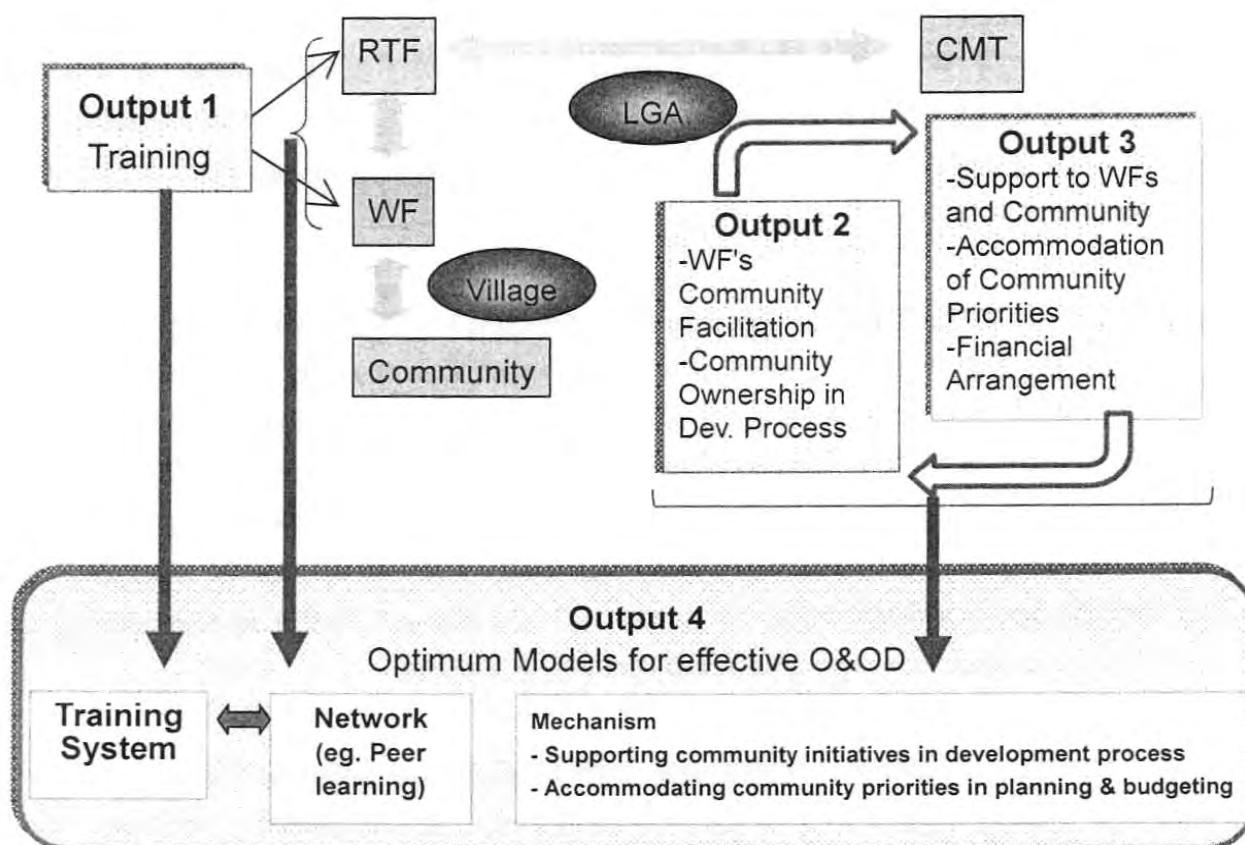 RTF
CMT
Output 1
Training
LGA
WF
Village
Community
Output 2
-WF's
Community
Facilitation
-Community
Ownership in
Dev. Process
Output 3
-Support to WFs
and Community
-Accommodation
of Community
Priorities
-Financial
Arrangement
Output 4
Optimum Models for effective O&OD
Training
System
Network
(eg. Peer
learning)
Mechanism
- Supporting community initiatives in development process
- Accommodating community priorities in planning & budgeting